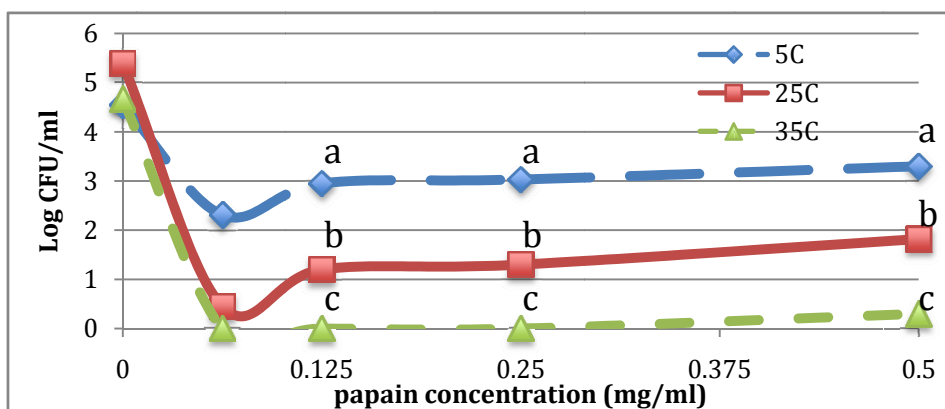 6
5
4
3
2
1
0
Log CFU/ml
5C
25C
35C
a a a
b b b
c c c
0 0.125 0.25 0.375 0.5
papain concentration (mg/ml)